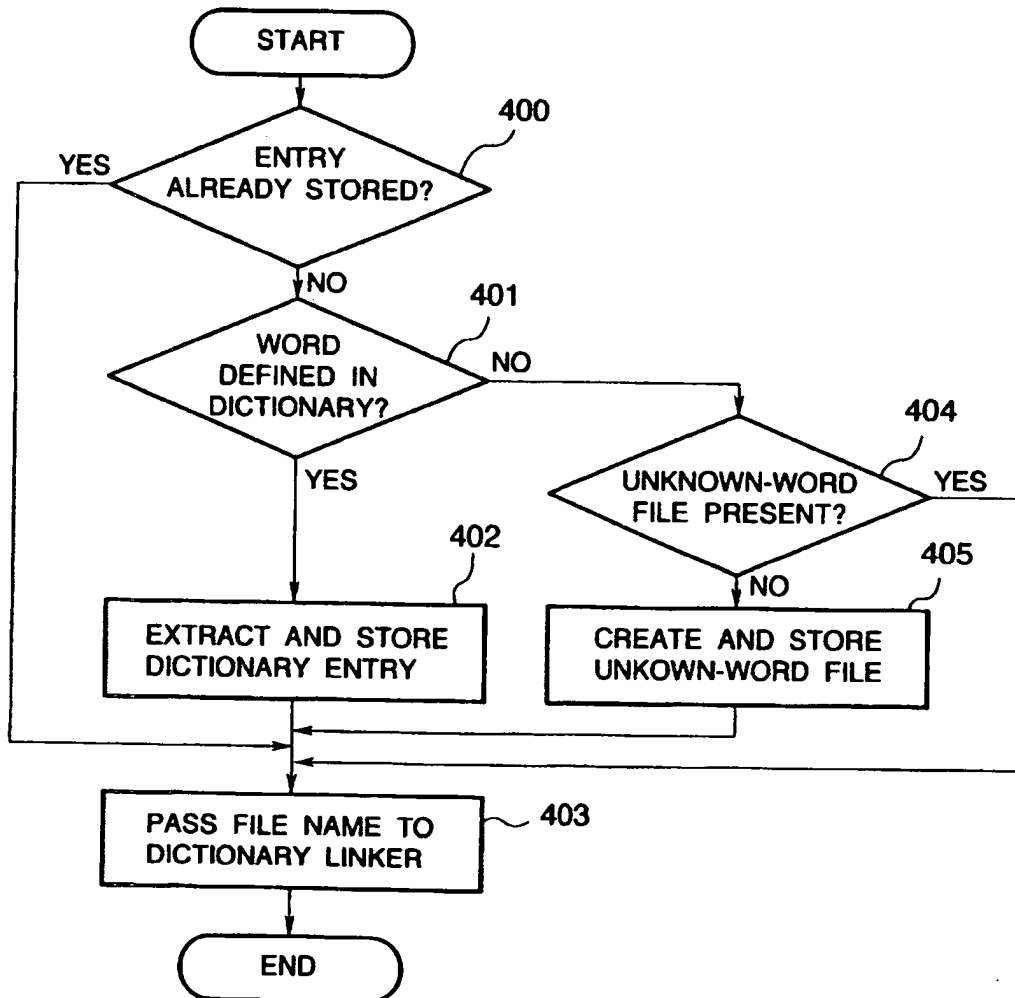 START
400
YES
ENTRY
ALREADY STORED?
NO
401
WORD
DEFINED IN
DICTIONARY?
NO
YES
404
UNKNOWN-WORD
FILE PRESENT?
YES
NO
402
EXTRACT AND STORE
DICTIONARY ENTRY
405
CREATE AND STORE
UNKOWN-WORD FILE
PASS FILE NAME TO
DICTIONARY LINKER
403
END